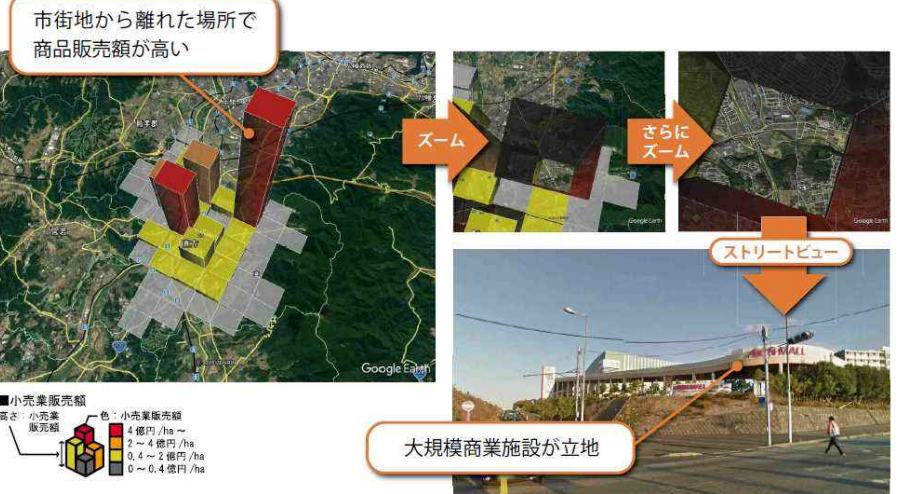 市街地から離れた場所で
商品販売額が高い
ズーム
さらに
ズーム
Google Earth
Google Earth
Google Earth
ストリートビュー
大規模商業施設が立地
■小売業販売額
高さ：小売業
販売額
色：小売業販売額
4億円/ha～
2～4億円/ha
0.4～2億円/ha
0～0.4億円/ha